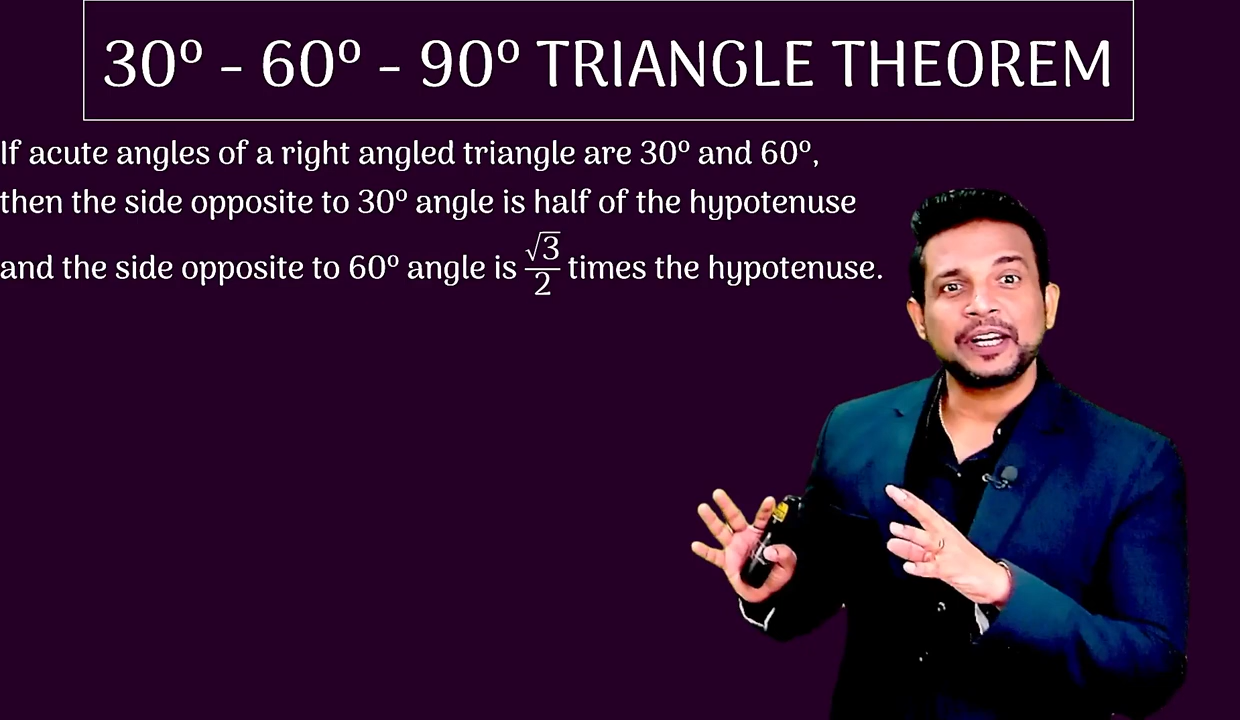 30º - 60º - 90º TRIANGLE THEOREM
If acute angles of a right angled triangle are 30º and 60º,
then the side opposite to 30º angle is half of the hypotenuse
and the side opposite to 60º angle is √3/2 times the hypotenuse.